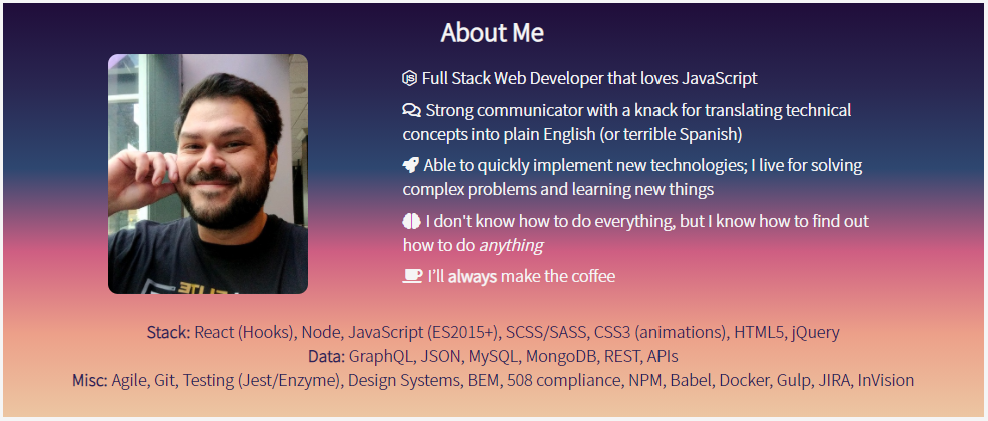 About Me
Full Stack Web Developer that loves JavaScript
Strong communicator with a knack for translating technical
concepts into plain English (or terrible Spanish)
Able to quickly implement new technologies; I live for solving
complex problems and learning new things
I don't know how to do everything, but I know how to find out
how to do anything
I'll always make the coffee
Stack: React (Hooks), Node, JavaScript (ES2015+), SCSS/SASS, CSS3 (animations), HTML5, jQuery
Data: GraphQL, JSON, MySQL, MongoDB, REST, APIs
Misc: Agile, Git, Testing (Jest/Enzyme), Design Systems, BEM, 508 compliance, NPM, Babel, Docker, Gulp, JIRA, InVision